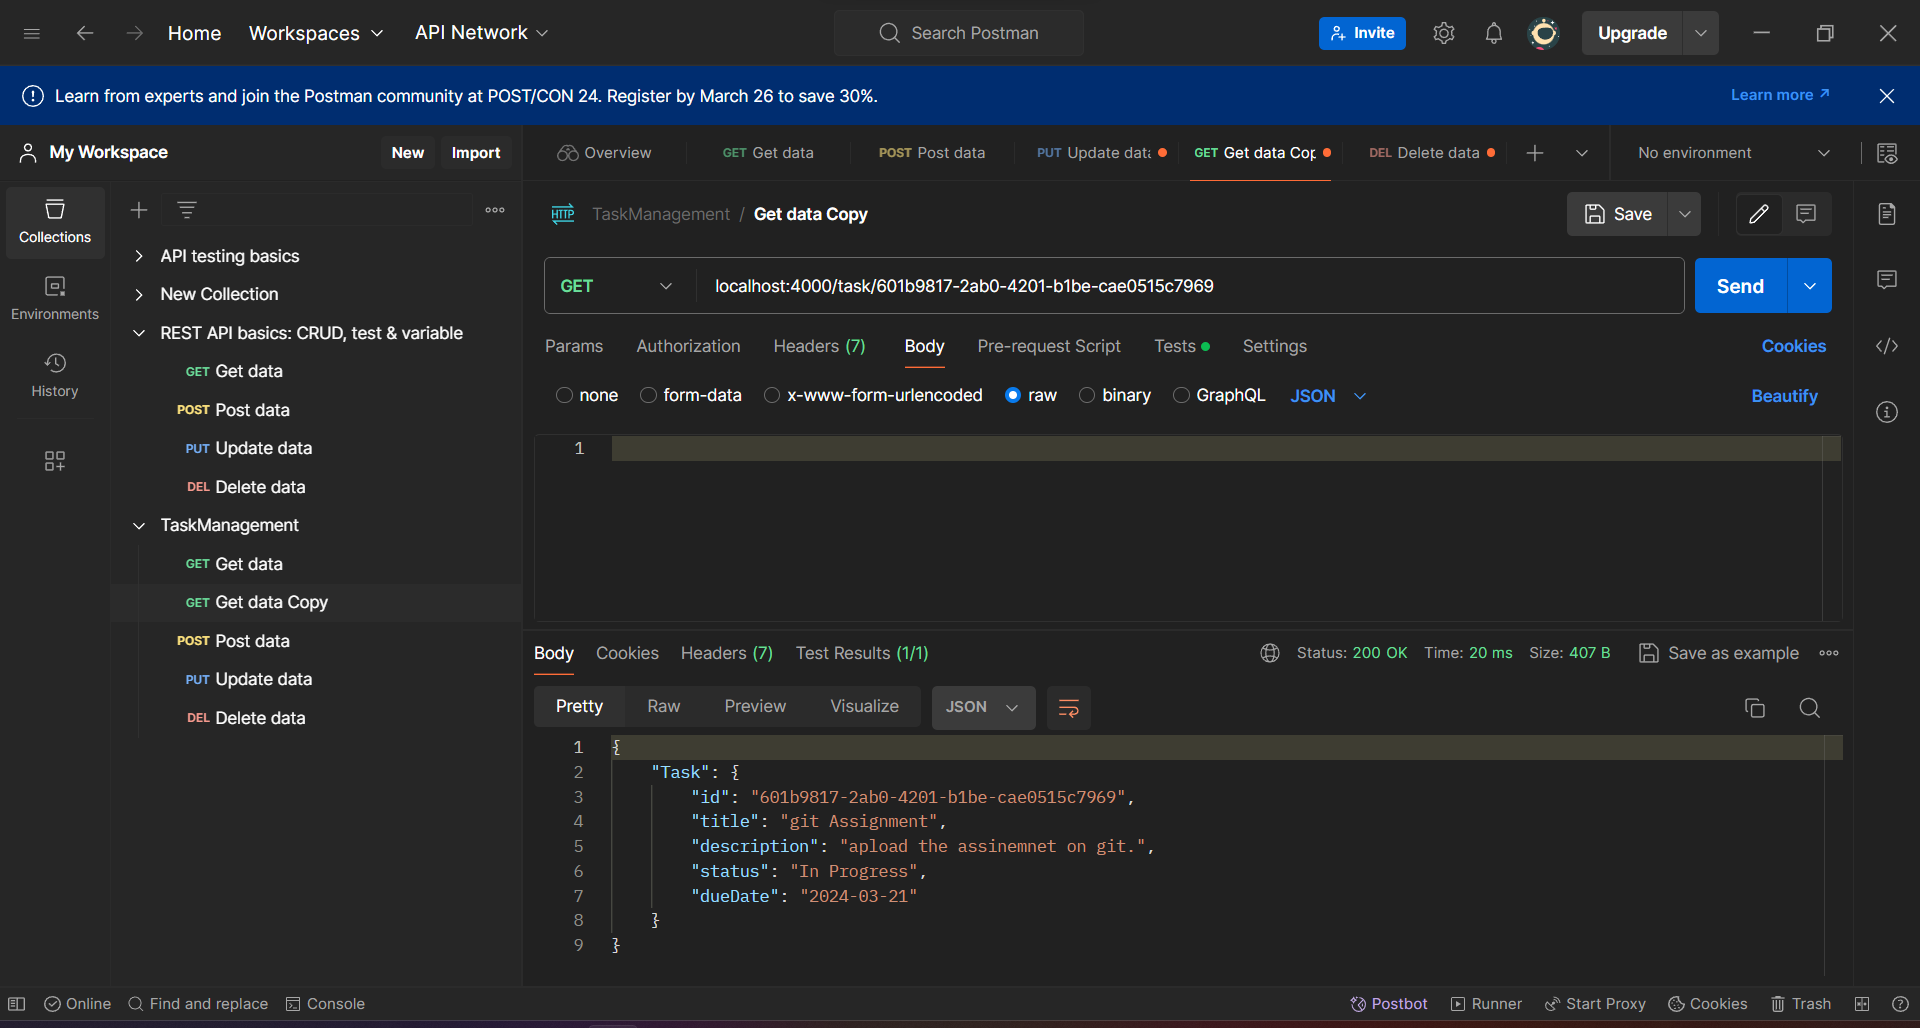 Home Workspaces API Network Search Postman Invite Upgrade
Learn from experts and join the Postman community at POST/CON 24. Register by March 26 to save 30%. Learn more
My Workspace New Import
Overview GET Get data POST Post data PUT Update data GET Get data Cop DEL Delete data No environment
Collections
Environments
History
API testing basics
New Collection
REST API basics: CRUD, test & variable
GET Get data
POST Post data
PUT Update data
DEL Delete data
TaskManagement
GET Get data
GET Get data Copy
POST Post data
PUT Update data
DEL Delete data
HTTP TaskManagement / Get data Copy Save
GET localhost:4000/task/601b9817-2ab0-4201-b1be-cae0515c7969 Send
Params Authorization Headers (7) Body Pre-request Script Tests Settings Cookies
none form-data x-www-form-urlencoded raw binary GraphQL JSON Beautify
1
Body Cookies Headers (7) Test Results (1/1) Status: 200 OK Time: 20 ms Size: 407 B Save as example
Pretty Raw Preview Visualize JSON
1 {
2 "Task": {
3 "id": "601b9817-2ab0-4201-b1be-cae0515c7969",
4 "title": "git Assignment",
5 "description": "apload the assinemnet on git.",
6 "status": "In Progress",
7 "dueDate": "2024-03-21"
8 }
9 }
Online Find and replace Console Postbot Runner Start Proxy Cookies Trash